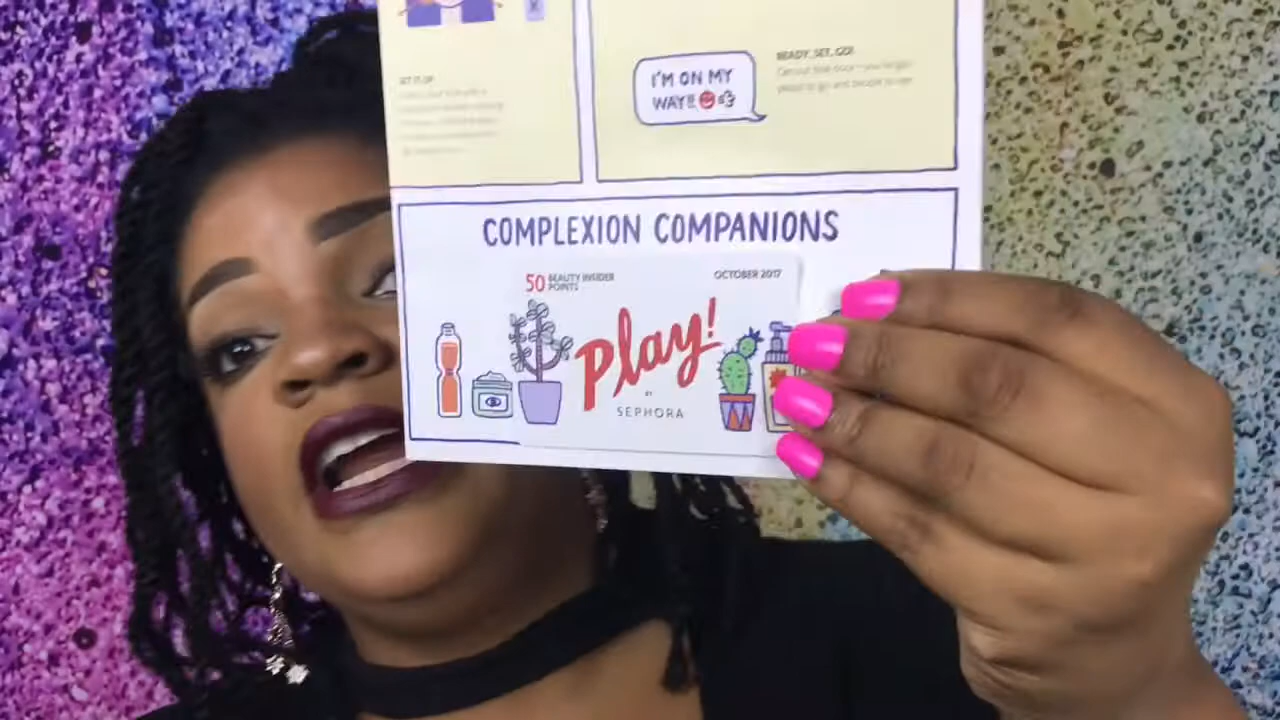 SET IT UP
I'M ON MY
WAY!!
READY, SET, GO!
COMPLEXION COMPANIONS
50 BEAUTY INSIDER
POINTS
OCTOBER 2017
Play!
BY
SEPHORA